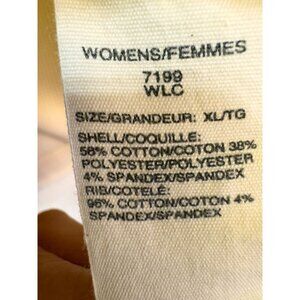 WOMENS/FEMMES
7199
WLC
SIZE/GRANDEUR: XL/TG
SHELL/COQUILLE:
58% COTTON/COTON 38%
POLYESTER/POLYESTER
4% SPANDEX/SPANDEX
RIB/COTELÉ:
96% COTTON/COTON 4%
SPANDEX/SPANDEX